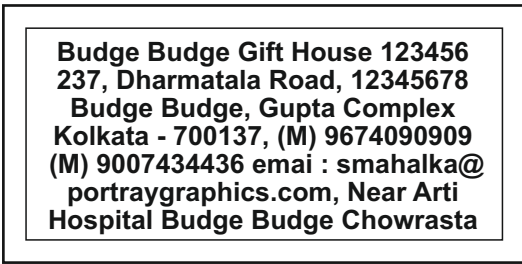 Budge Budge Gift House 123456
237, Dharmatala Road, 12345678
Budge Budge, Gupta Complex
Kolkata - 700137, (M) 9674090909
(M) 9007434436 emai : smahalka@
portraygraphics.com, Near Arti
Hospital Budge Budge Chowrasta